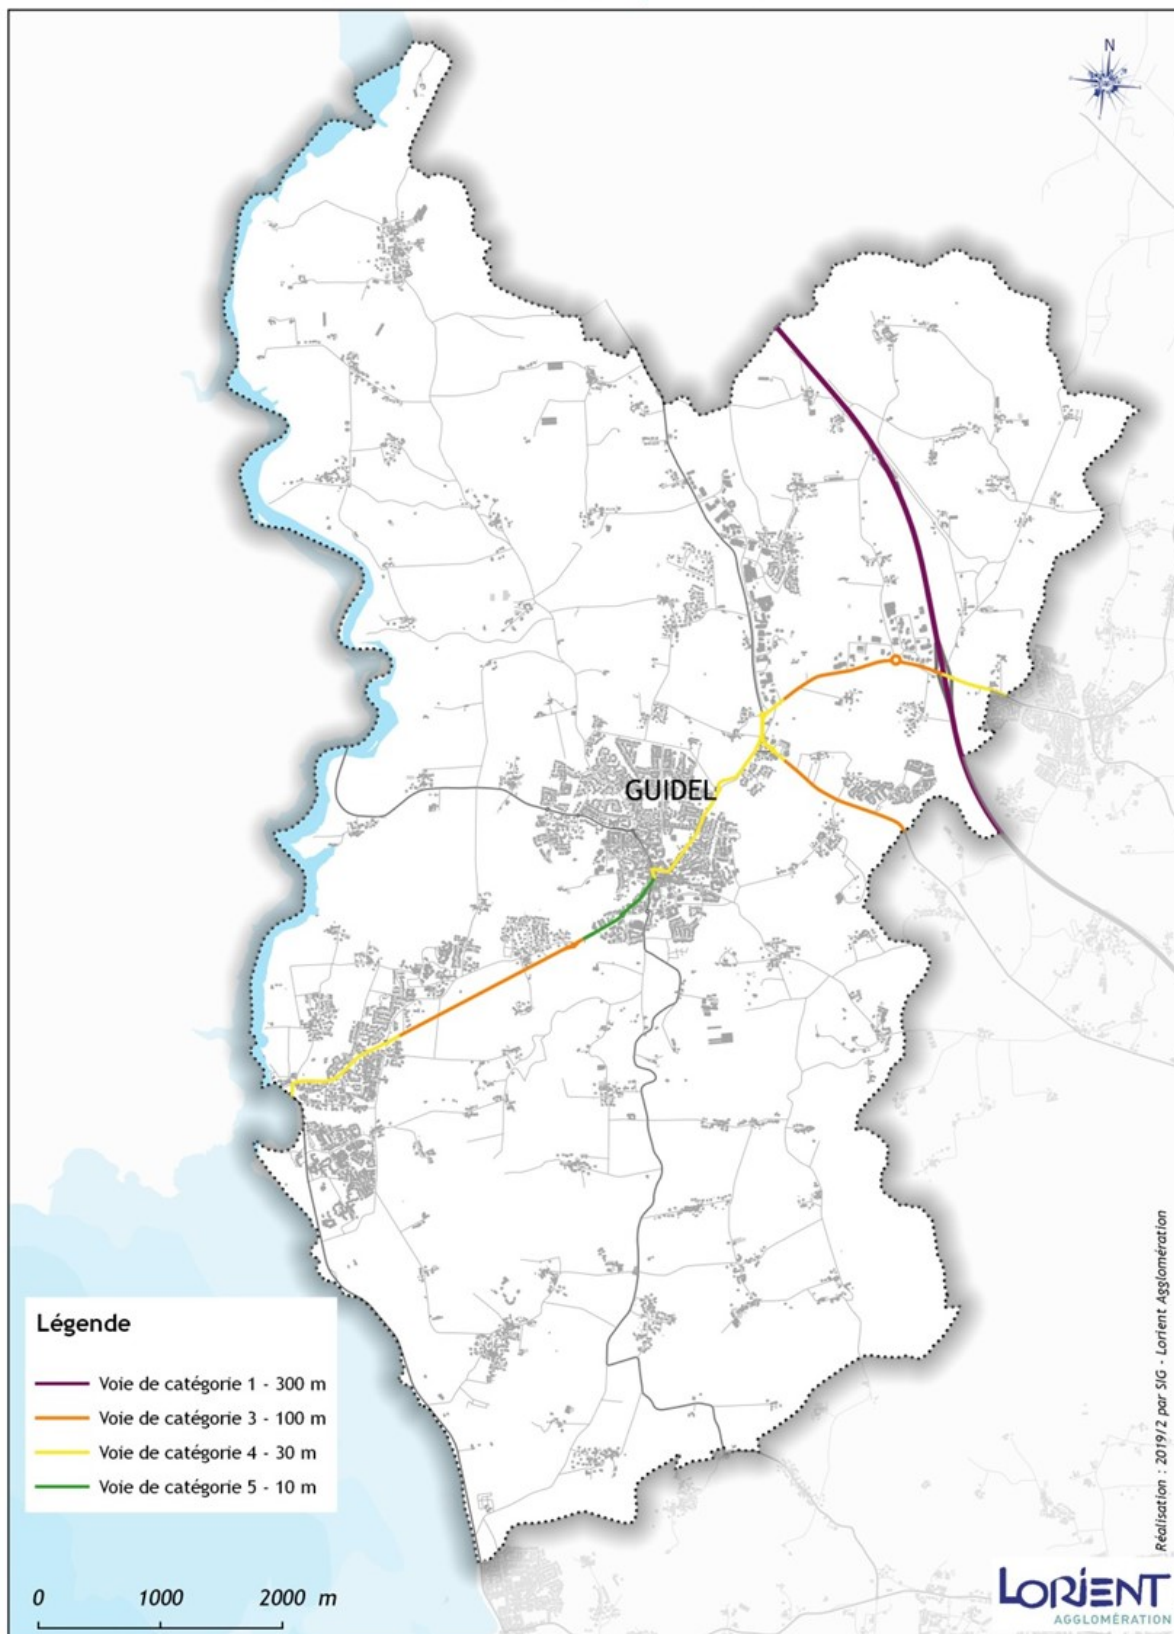 N
GUIDEL
Légende
Voie de catégorie 1 - 300 m
Voie de catégorie 3 - 100 m
Voie de catégorie 4 - 30 m
Voie de catégorie 5 - 10 m
0 1000 2000 m
Réalisation : 2019/2 par SIG - Lorient Agglomération
LORIENT
AGGLOMÉRATION